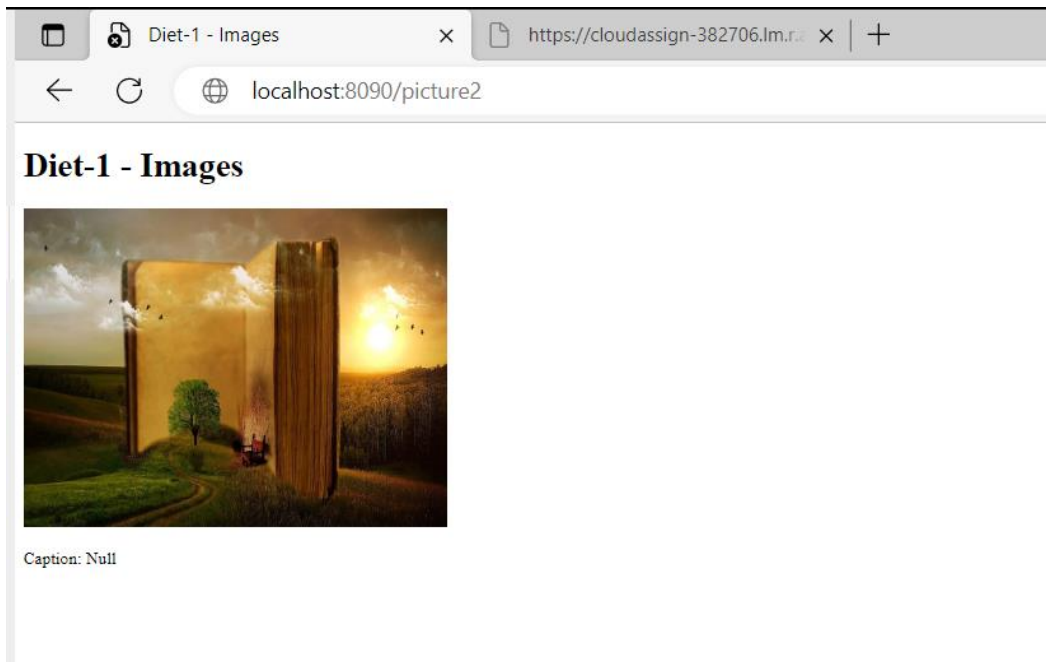 Diet-1 - Images
https://cloudassign-382706.lm.r.
localhost:8090/picture2
Diet-1 - Images
Caption: Null